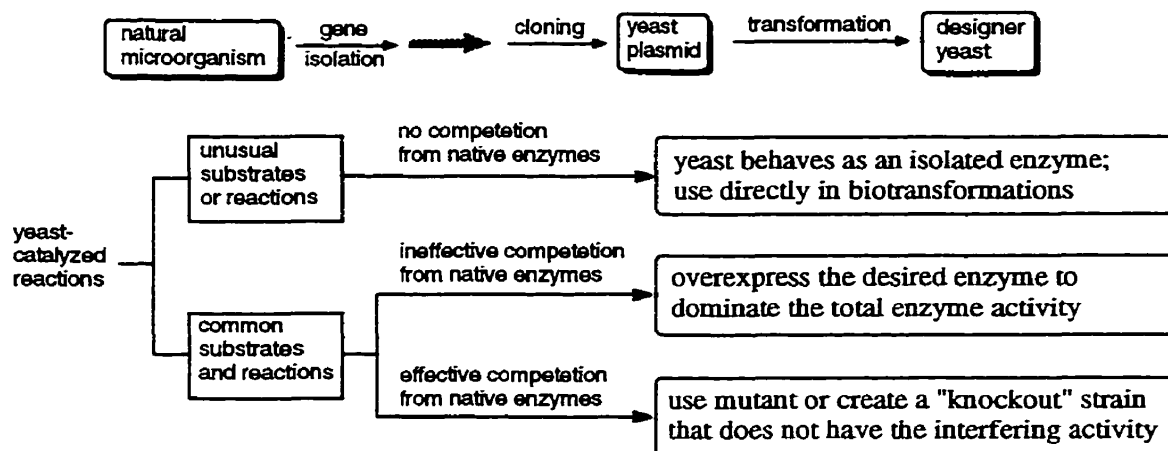 natural
microorganism
gene
isolation
cloning
yeast
plasmid
transformation
designer
yeast
yeast-
catalyzed
reactions
unusual
substrates
or reactions
no competetion
from native enzymes
yeast behaves as an isolated enzyme;
use directly in biotransformations
common
substrates
and reactions
ineffective competetion
from native enzymes
overexpress the desired enzyme to
dominate the total enzyme activity
effective competetion
from native enzymes
use mutant or create a "knockout" strain
that does not have the interfering activity